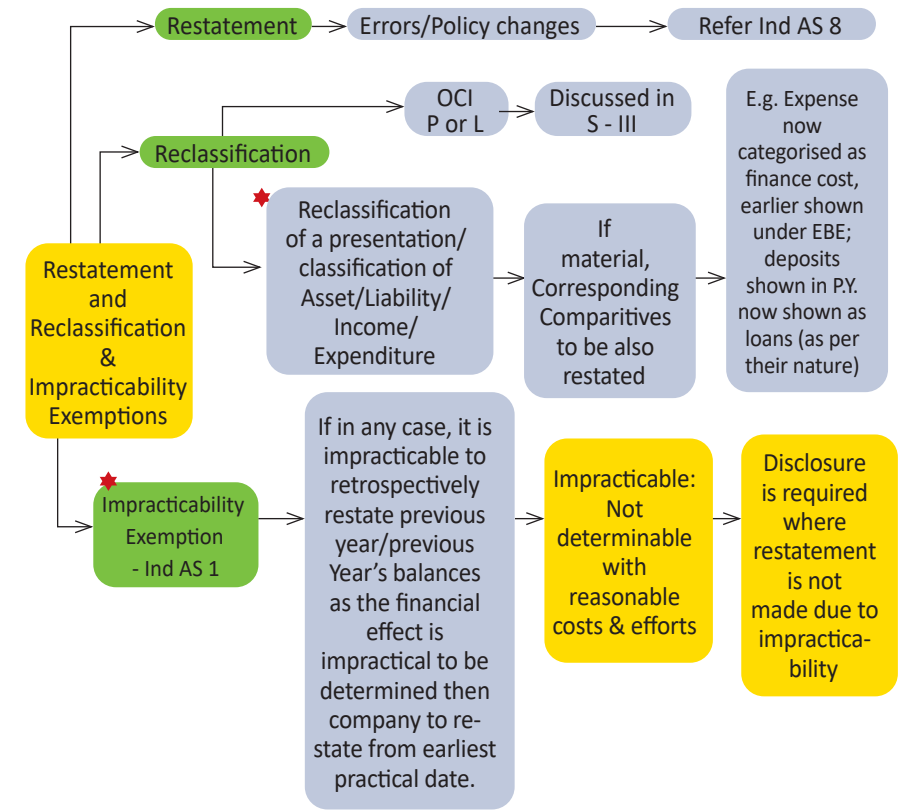 Restatement
Errors/Policy changes
Refer Ind AS 8
OCI
P or L
Discussed in
S - III
Reclassification
Reclassification
of a presentation/
classification of
Asset/Liability/
Income/
Expenditure
If
material,
Corresponding
Comparitives
to be also
restated
E.g. Expense
now
categorised as
finance cost,
earlier shown
under EBE;
deposits
shown in P.Y.
now shown as
loans (as per
their nature)
Restatement
and
Reclassification
&
Impracticability
Exemptions
Impracticability
Exemption
- Ind AS 1
If in any case, it is
impracticable to
retrospectively
restate previous
year/previous
Year's balances
as the financial
effect is
impractical to be
determined then
company to re-
state from earliest
practical date.
Impracticable:
Not
determinable
with
reasonable
costs & efforts
Disclosure
is required
where
restatement
is not
made due to
impractica-
bility